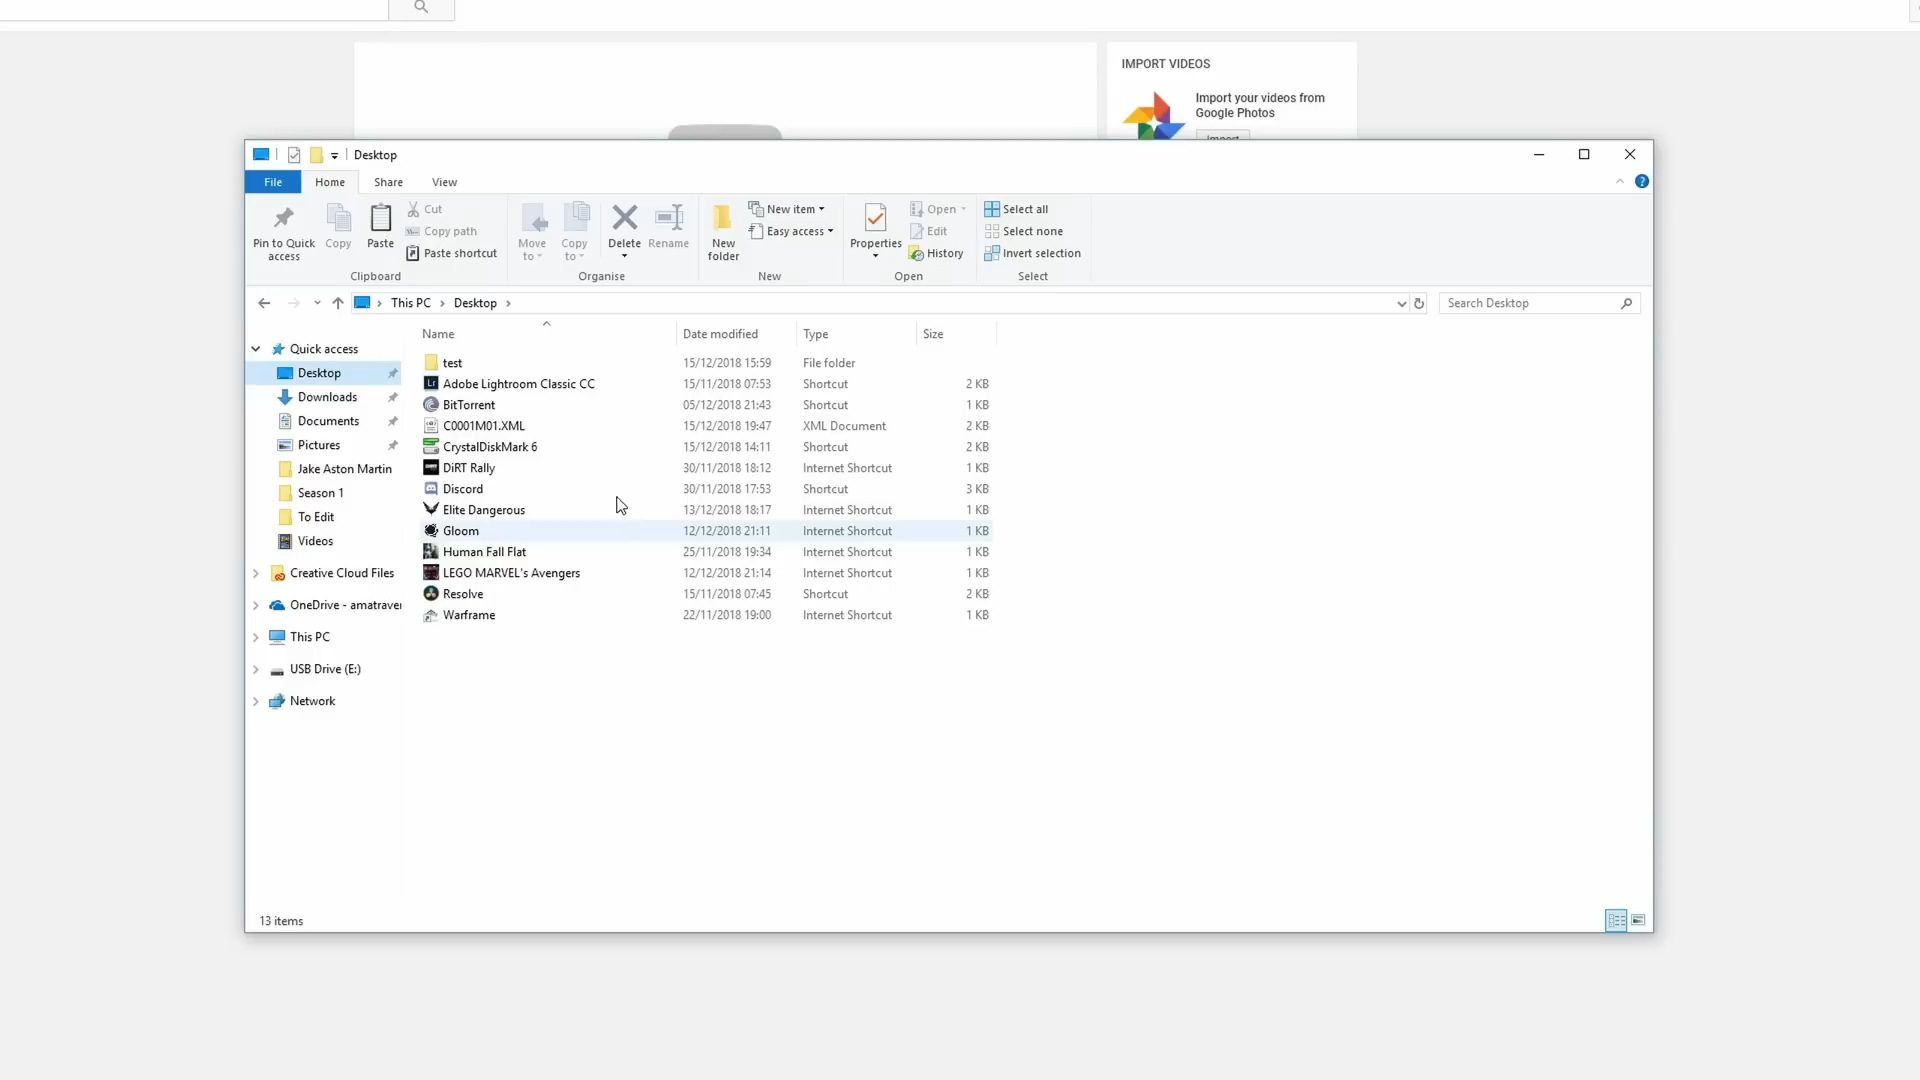 IMPORT VIDEOS
Import your videos from
Google Photos
Import
Desktop
File Home Share View
Pin to Quick access
Copy
Paste
Cut
Copy path
Paste shortcut
Clipboard
Move to
Copy to
Delete
Rename
Organise
New folder
New item
Easy access
New
Properties
Open
Edit
History
Open
Select all
Select none
Invert selection
Select
This PC > Desktop >
Search Desktop
Name Date modified Type Size
Quick access
Desktop
Downloads
Documents
Pictures
Jake Aston Martin
Season 1
To Edit
Videos
Creative Cloud Files
OneDrive - amatraver
This PC
USB Drive (E:)
Network
test 15/12/2018 15:59 File folder
Adobe Lightroom Classic CC 15/11/2018 07:53 Shortcut 2 KB
BitTorrent 05/12/2018 21:43 Shortcut 1 KB
C0001M01.XML 15/12/2018 19:47 XML Document 2 KB
CrystalDiskMark 6 15/12/2018 14:11 Shortcut 2 KB
DiRT Rally 30/11/2018 18:12 Internet Shortcut 1 KB
Discord 30/11/2018 17:53 Shortcut 3 KB
Elite Dangerous 13/12/2018 18:17 Internet Shortcut 1 KB
Gloom 12/12/2018 21:11 Internet Shortcut 1 KB
Human Fall Flat 25/11/2018 19:34 Internet Shortcut 1 KB
LEGO MARVEL's Avengers 12/12/2018 21:14 Internet Shortcut 1 KB
Resolve 15/11/2018 07:45 Shortcut 2 KB
Warframe 22/11/2018 19:00 Internet Shortcut 1 KB
13 items